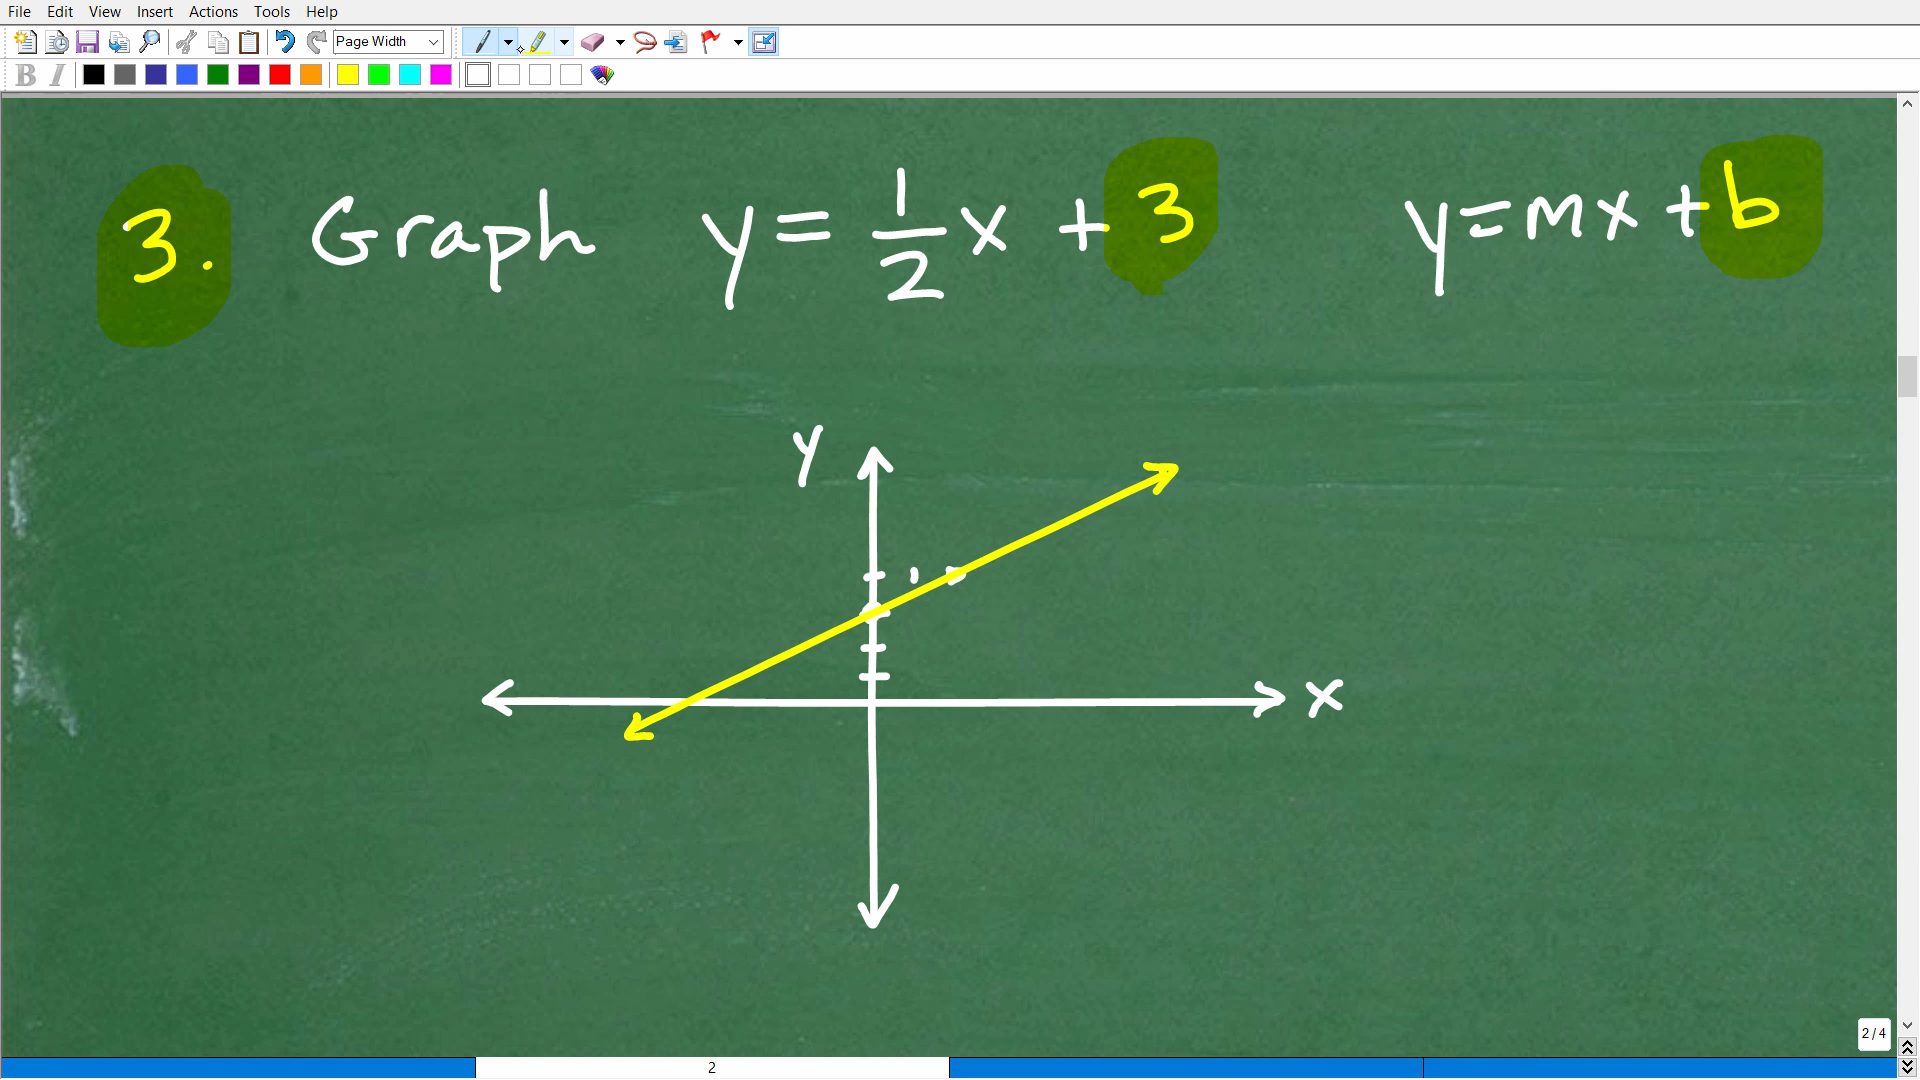 File Edit View Insert Actions Tools Help
Page Width
B I
3. Graph y = 1/2 x + 3 y = mx + b
y
x
2 / 4
2